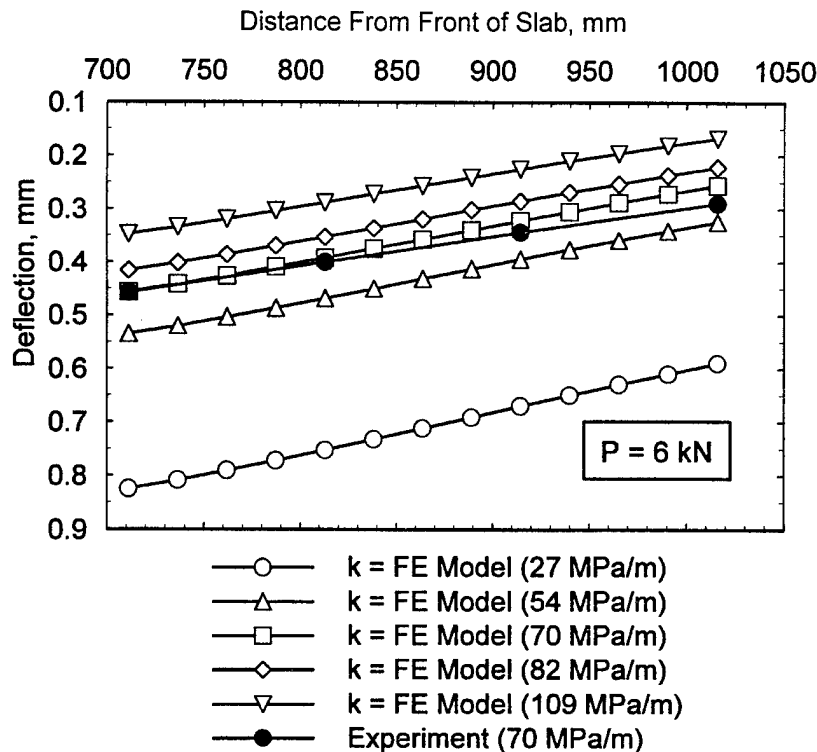 Distance From Front of Slab, mm
700 750 800 850 900 950 1000 1050
Deflection, mm
0.1
0.2
0.3
0.4
0.5
0.6
0.7
0.8
0.9
P = 6 kN
k = FE Model (27 MPa/m)
k = FE Model (54 MPa/m)
k = FE Model (70 MPa/m)
k = FE Model (82 MPa/m)
k = FE Model (109 MPa/m)
Experiment (70 MPa/m)